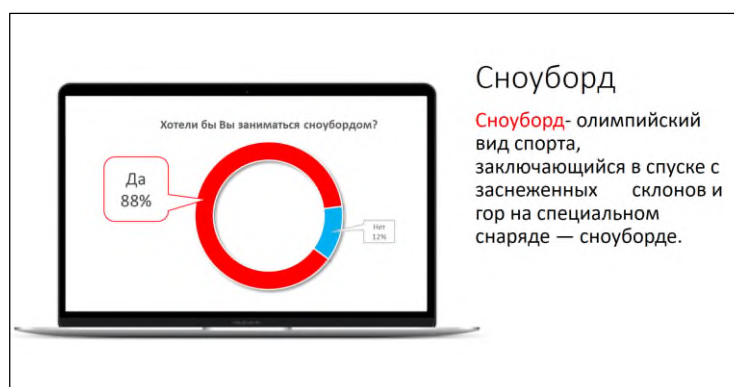 Сноуборд
Сноуборд- олимпийский
вид спорта,
заключающийся в спуске с
заснеженных склонов и
гор на специальном
снаряде — сноуборде.
Хотели бы Вы заниматься сноубордом?
Да
88%
Нет
12%